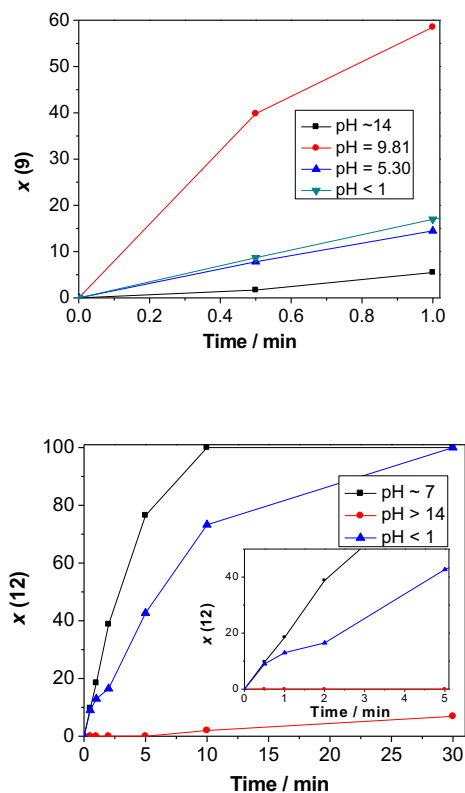 60
50
40
30
20
10
0
x (9)
pH ~14
pH = 9.81
pH = 5.30
pH < 1
0.0 0.2 0.4 0.6 0.8 1.0
Time / min
100
80
60
40
20
0
x (12)
pH ~ 7
pH > 14
pH < 1
40
20
0
x (12)
0 1 2 3 4 5
Time / min
0 5 10 15 20 25 30
Time / min